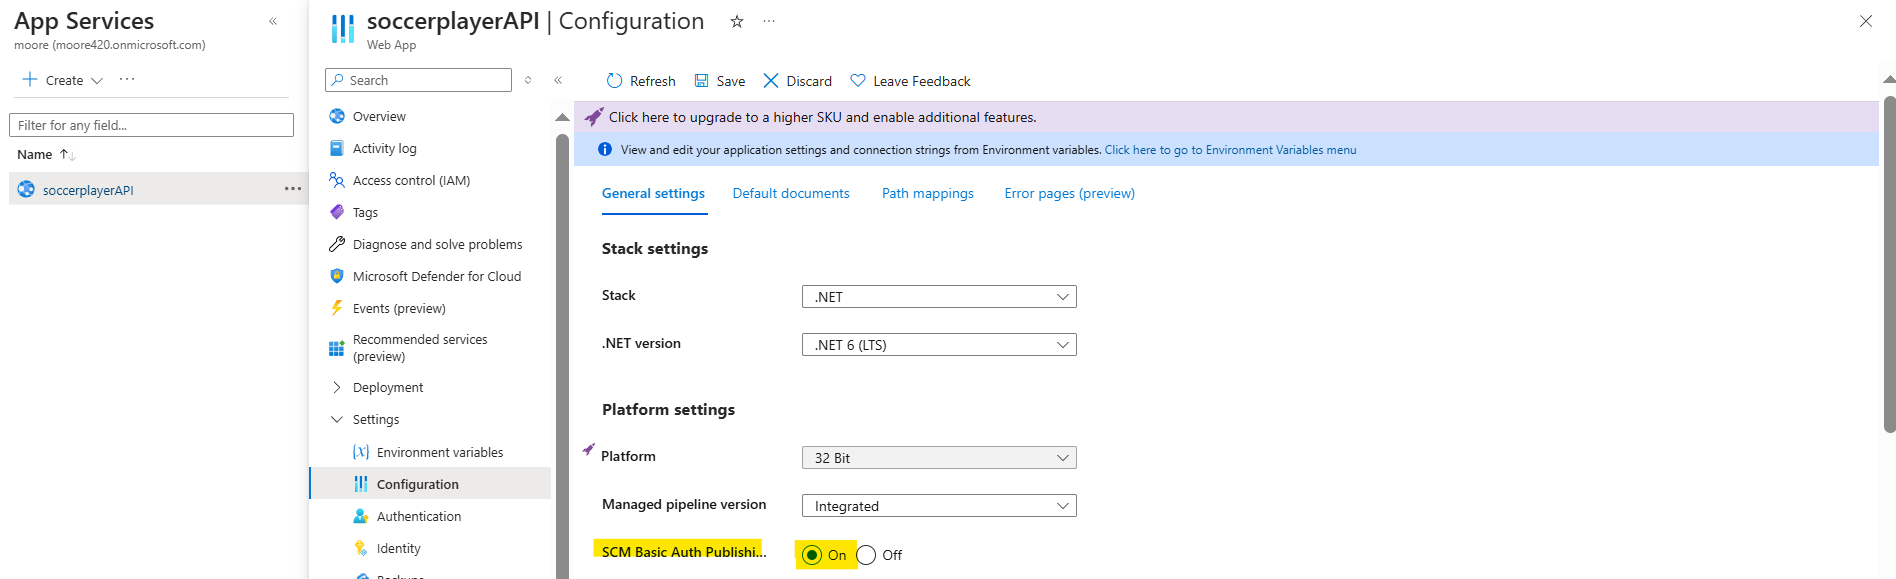 App Services
moore (moore420.onmicrosoft.com)
Create
Filter for any field...
Name
soccerplayerAPI
soccerplayerAPI | Configuration
Web App
Search
Overview
Activity log
Access control (IAM)
Tags
Diagnose and solve problems
Microsoft Defender for Cloud
Events (preview)
Recommended services
(preview)
Deployment
Settings
Environment variables
Configuration
Authentication
Identity
Backups
Refresh Save Discard Leave Feedback
Click here to upgrade to a higher SKU and enable additional features.
View and edit your application settings and connection strings from Environment variables. Click here to go to Environment Variables menu
General settings Default documents Path mappings Error pages (preview)
Stack settings
Stack .NET
.NET version .NET 6 (LTS)
Platform settings
Platform 32 Bit
Managed pipeline version Integrated
SCM Basic Auth Publishi... On Off